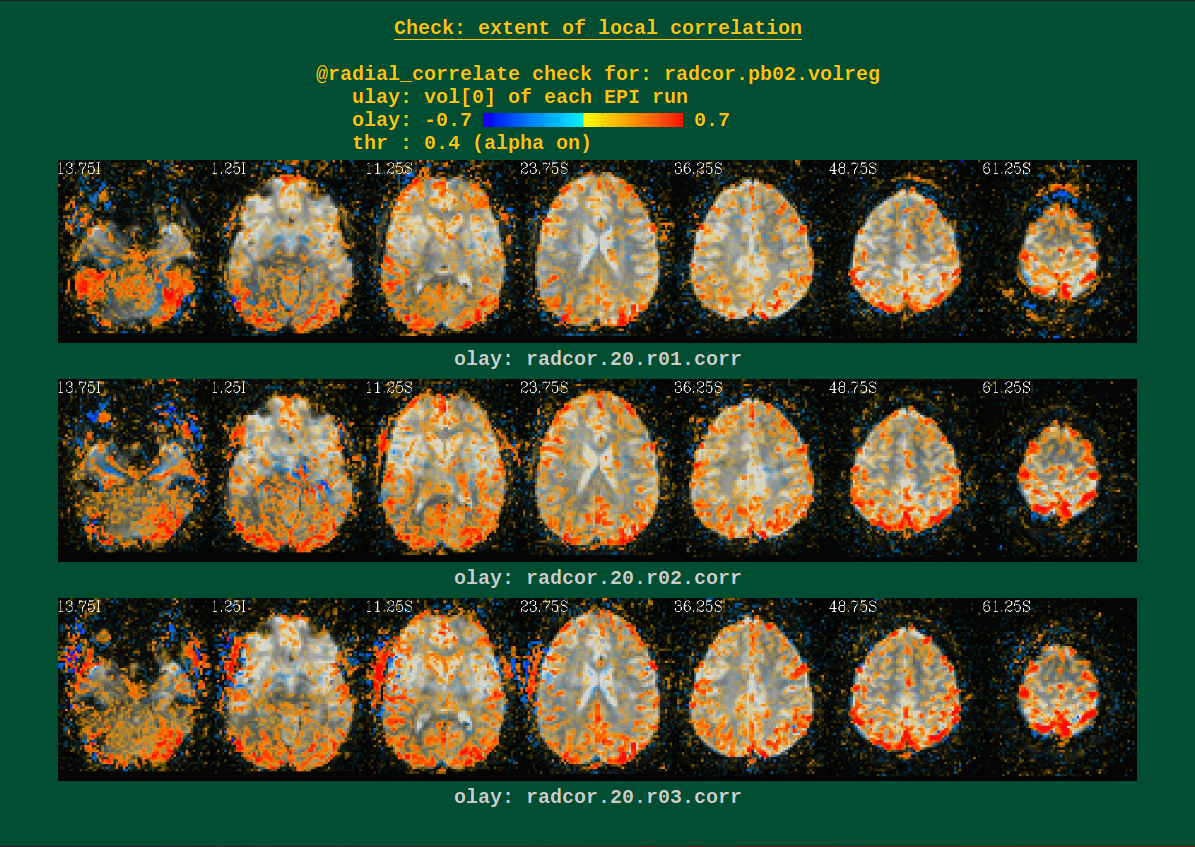 Check: extent of local correlation
@radial_correlate check for: radcor.pb02.volreg
ulay: vol[0] of each EPI run
olay: -0.7 0.7
thr : 0.4 (alpha on)
13.75I 1.25I 11.25S 23.75S 36.25S 48.75S 61.25S
olay: radcor.20.r01.corr
13.75I 1.25I 11.25S 23.75S 36.25S 48.75S 61.25S
olay: radcor.20.r02.corr
13.75I 1.25I 11.25S 23.75S 36.25S 48.75S 61.25S
olay: radcor.20.r03.corr